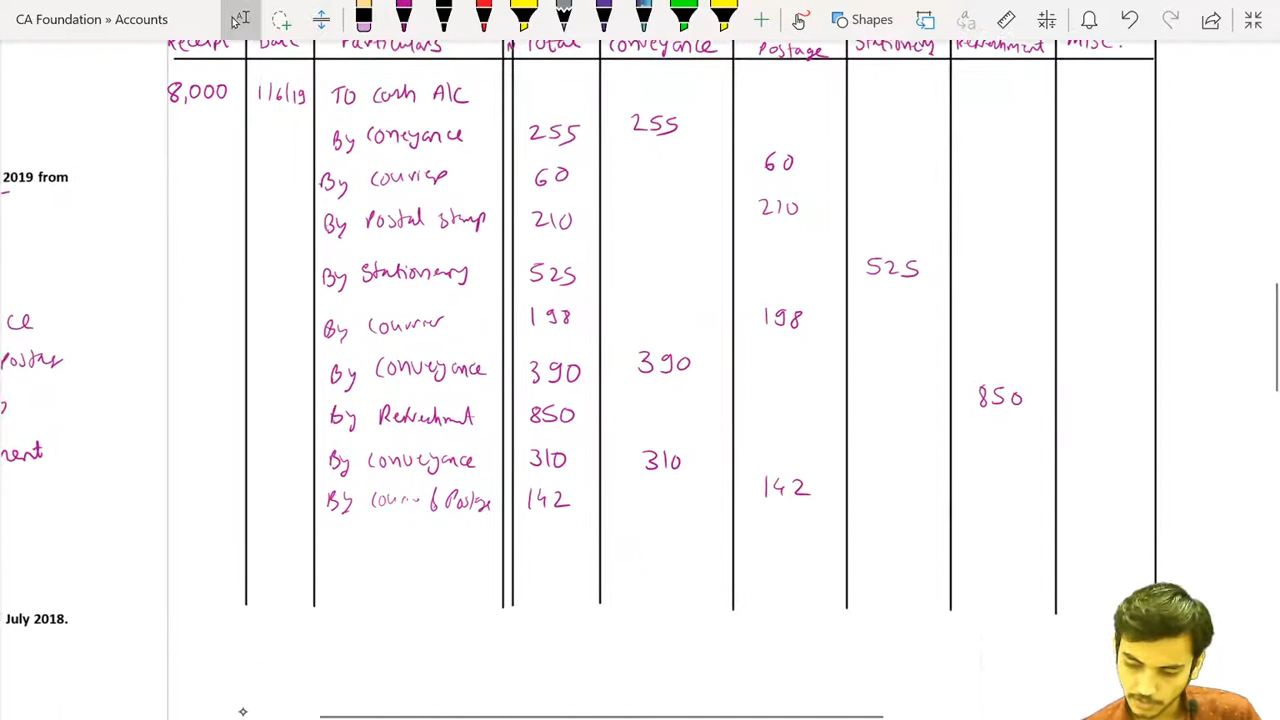 CA Foundation » Accounts
Shapes
Receipt Date Particulars Total Conveyance Postage Stationery Refreshment Misc.
8,000 1/6/19 To Cash A/C
By Coneyance 255 255
By Courier 60 60
2019 from
By Postal stamp 210 210
By Stationery 525 525
ce
By Courier 198 198
Postag
By Conveyance 390 390
By Refreshment 850 850
ment
By Conveyance 310 310
By Courier & Postage 142 142
July 2018.